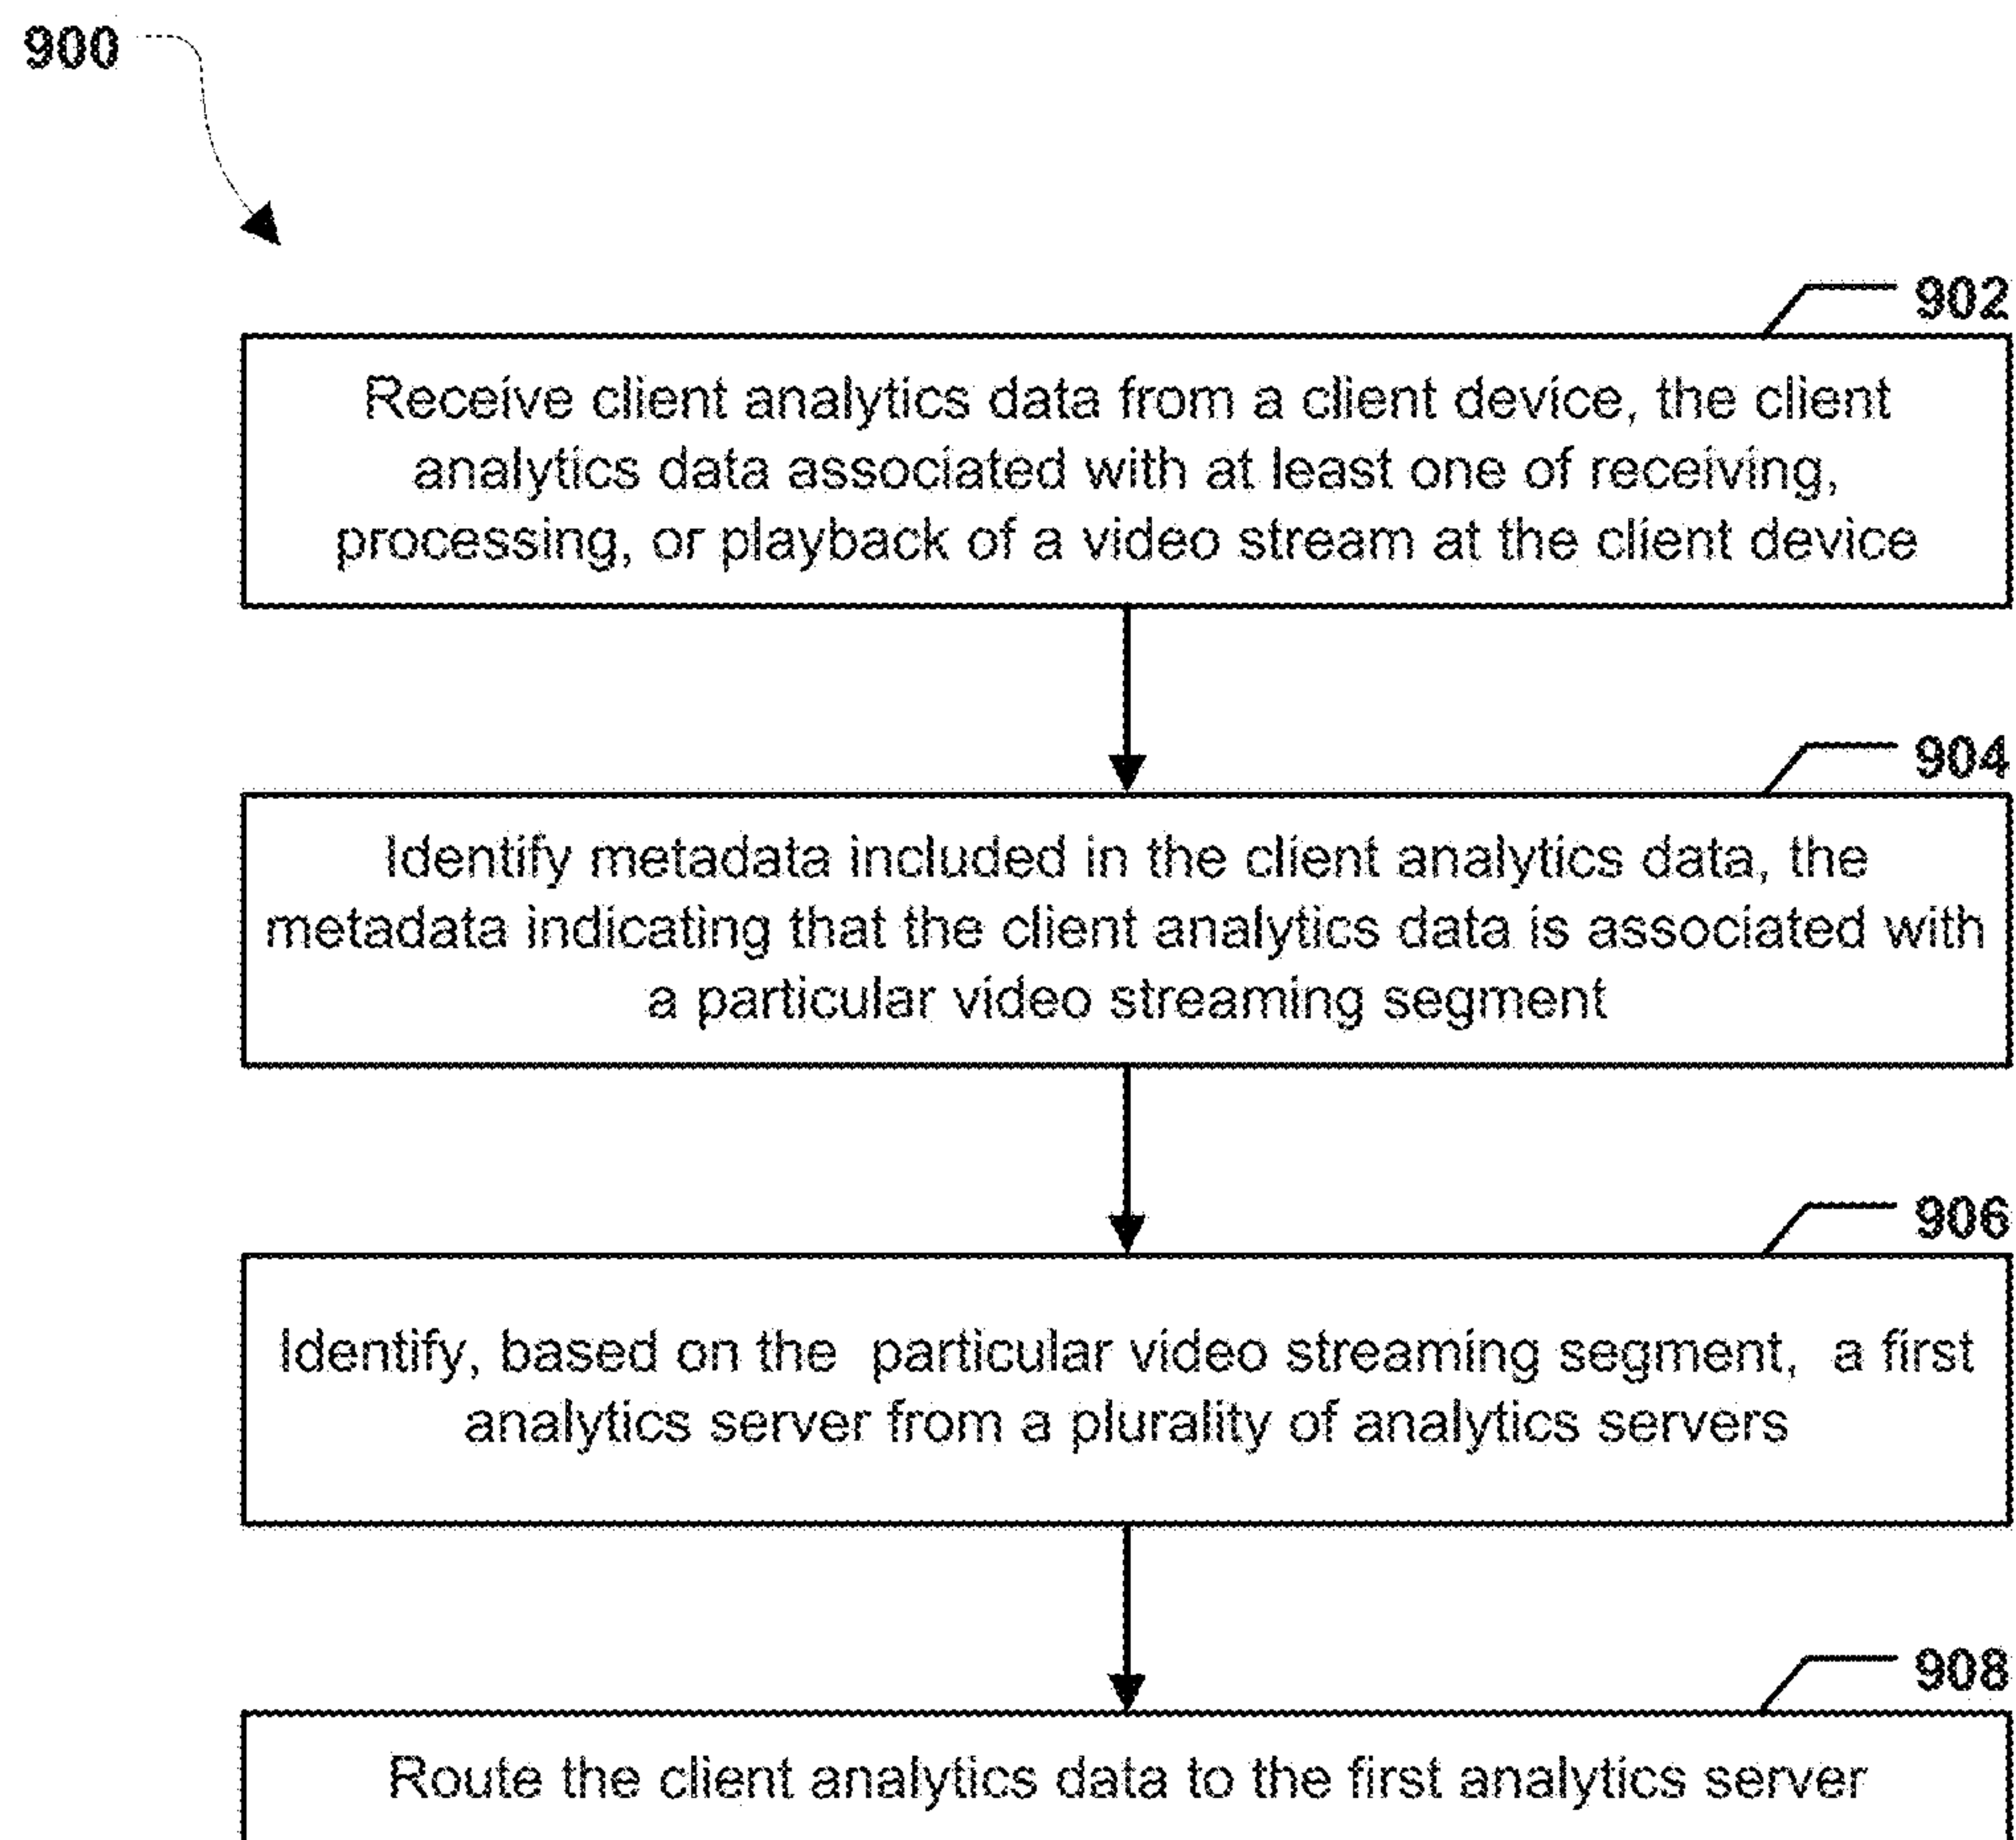 900
902
Receive client analytics data from a client device, the client
analytics data associated with at least one of receiving,
processing, or playback of a video stream at the client device
904
Identify metadata included in the client analytics data, the
metadata indicating that the client analytics data is associated with
a particular video streaming segment
906
Identify, based on the particular video streaming segment, a first
analytics server from a plurality of analytics servers
908
Route the client analytics data to the first analytics server